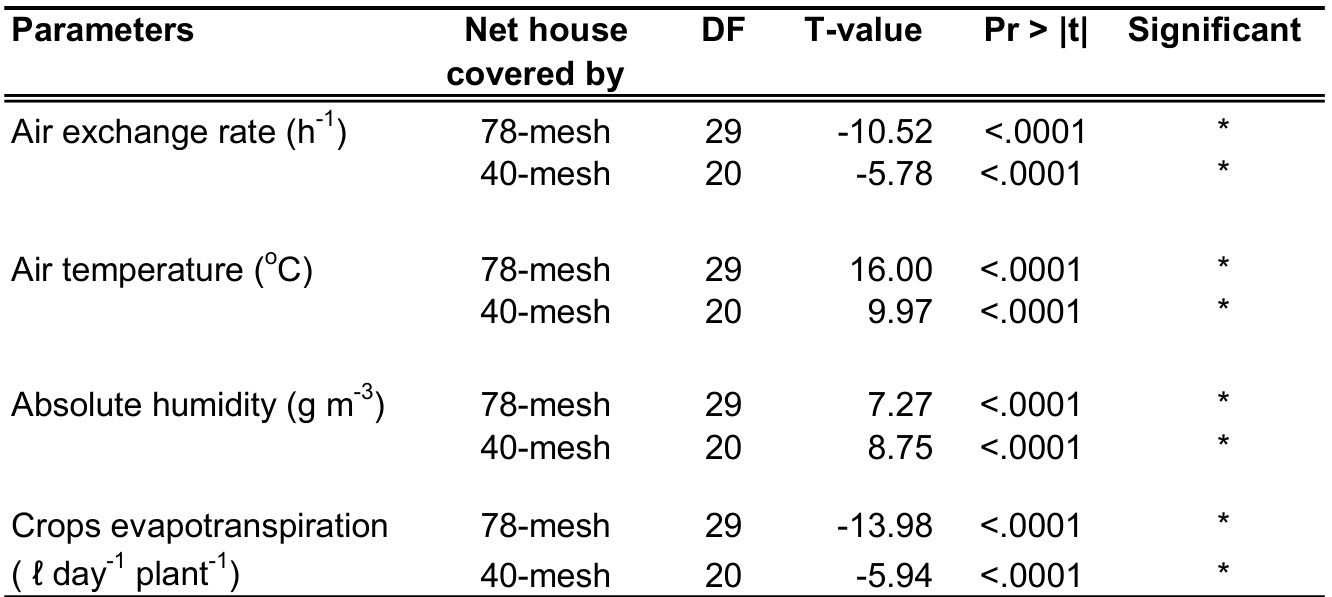 Parameters Net house covered by DF T-value Pr > |t| Significant
Air exchange rate (h⁻¹) 78-mesh 29 -10.52 <.0001 *
40-mesh 20 -5.78 <.0001 *
Air temperature (ºC) 78-mesh 29 16.00 <.0001 *
40-mesh 20 9.97 <.0001 *
Absolute humidity (g m⁻³) 78-mesh 29 7.27 <.0001 *
40-mesh 20 8.75 <.0001 *
Crops evapotranspiration 78-mesh 29 -13.98 <.0001 *
( ℓ day⁻¹ plant⁻¹) 40-mesh 20 -5.94 <.0001 *